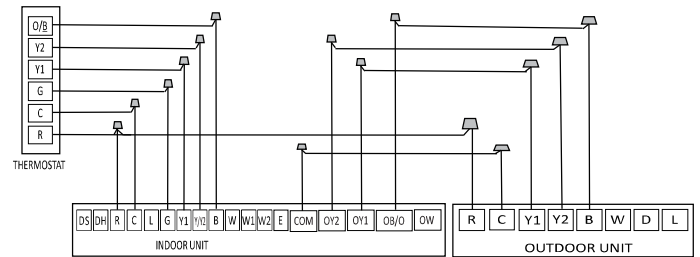 O/B
Y2
Y1
G
C
R
THERMOSTAT
DS DH R C L G Y1 Y/Y2 B W W1 W2 E COM OY2 OY1 OB/O OW
INDOOR UNIT
R C Y1 Y2 B W D L
OUTDOOR UNIT